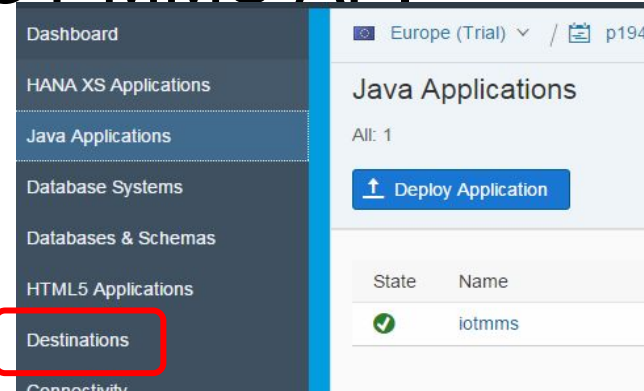 Dashboard
HANA XS Applications
Java Applications
Database Systems
Databases & Schemas
HTML5 Applications
Destinations
Connectivity
Europe (Trial) / p194
Java Applications
All: 1
Deploy Application
State Name
iotmms